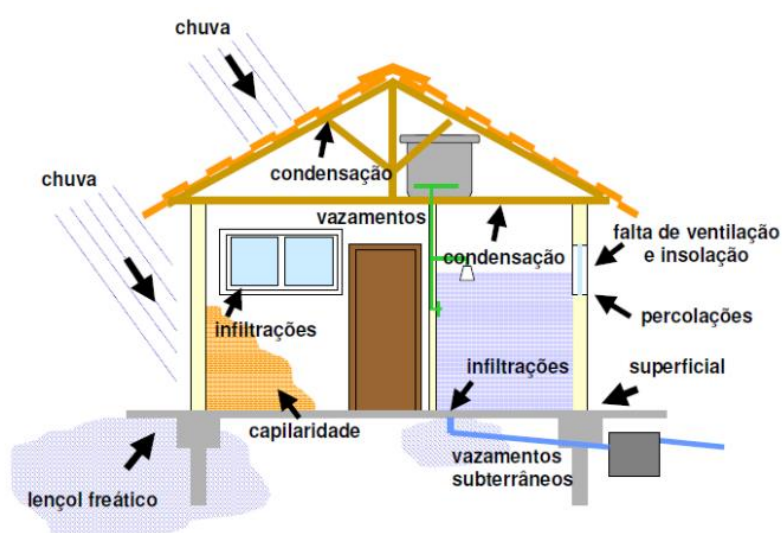 chuva
chuva
condensação
vazamentos
condensação
falta de ventilação
e insolação
infiltrações
percolações
infiltrações
superficial
capilaridade
vazamentos
subterrâneos
lençol freático